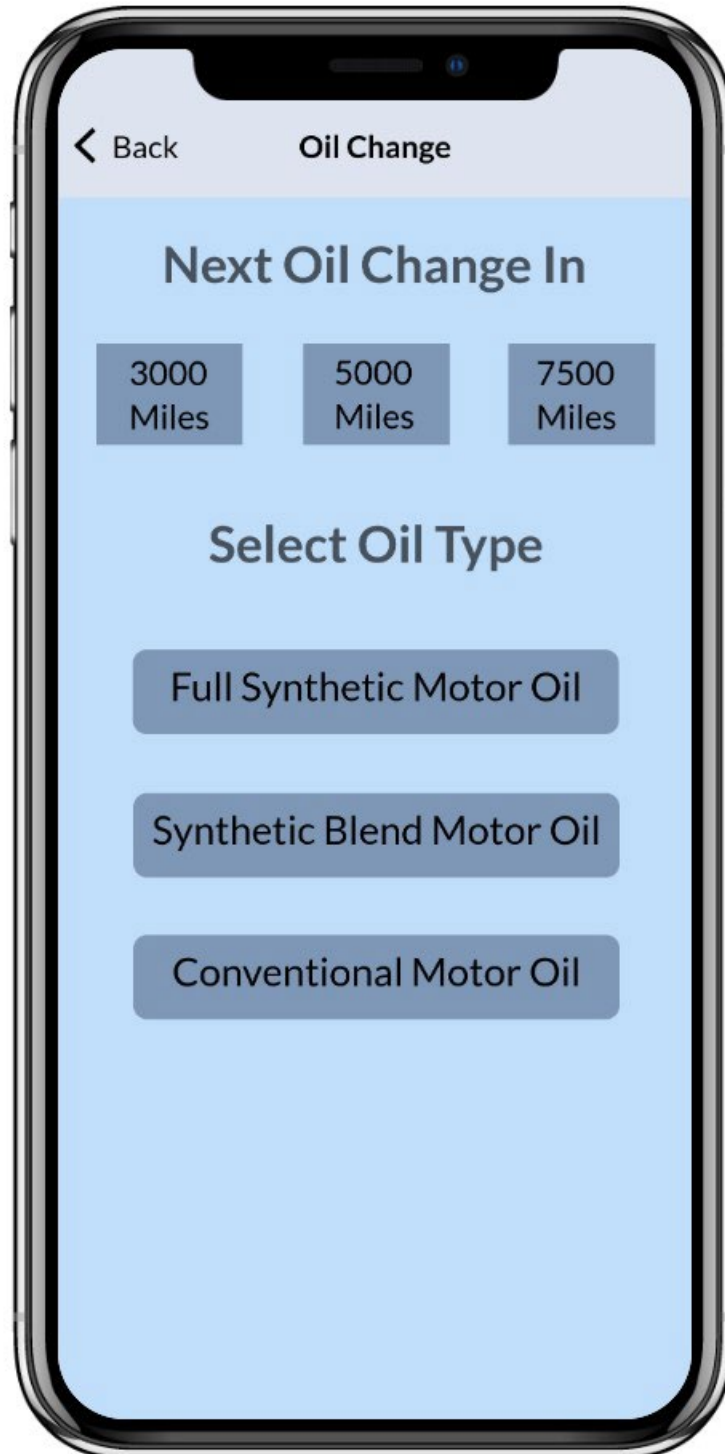 Back Oil Change
Next Oil Change In
3000 5000 7500
Miles Miles Miles
Select Oil Type
Full Synthetic Motor Oil
Synthetic Blend Motor Oil
Conventional Motor Oil